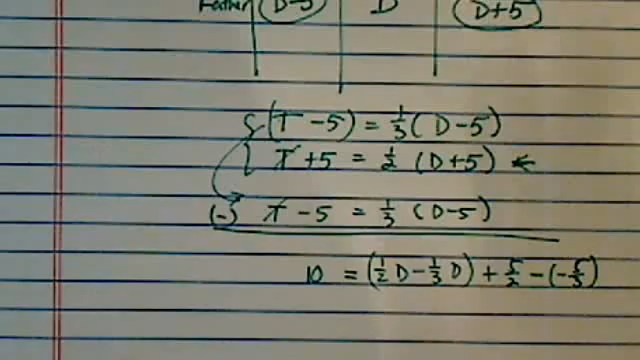 Father D-5 D D+5
(T - 5) = 1/3 (D - 5)
T + 5 = 1/2 (D + 5) ←
(-) T - 5 = 1/3 (D - 5)
10 = (1/2 D - 1/3 D) + 5/2 - (-5/3)